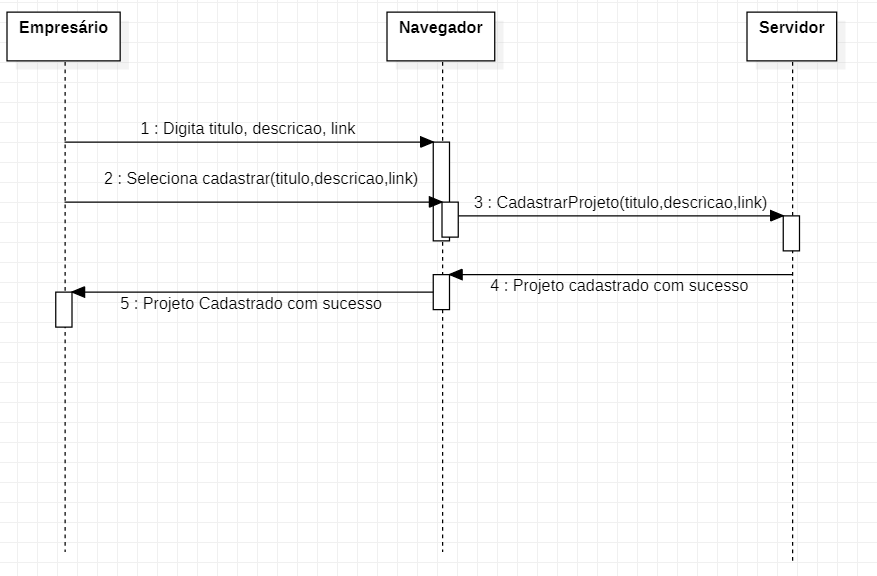 Empresário
Navegador
Servidor
1 : Digita titulo, descricao, link
2 : Seleciona cadastrar(titulo,descricao,link)
3 : CadastrarProjeto(titulo,descricao,link)
4 : Projeto cadastrado com sucesso
5 : Projeto Cadastrado com sucesso